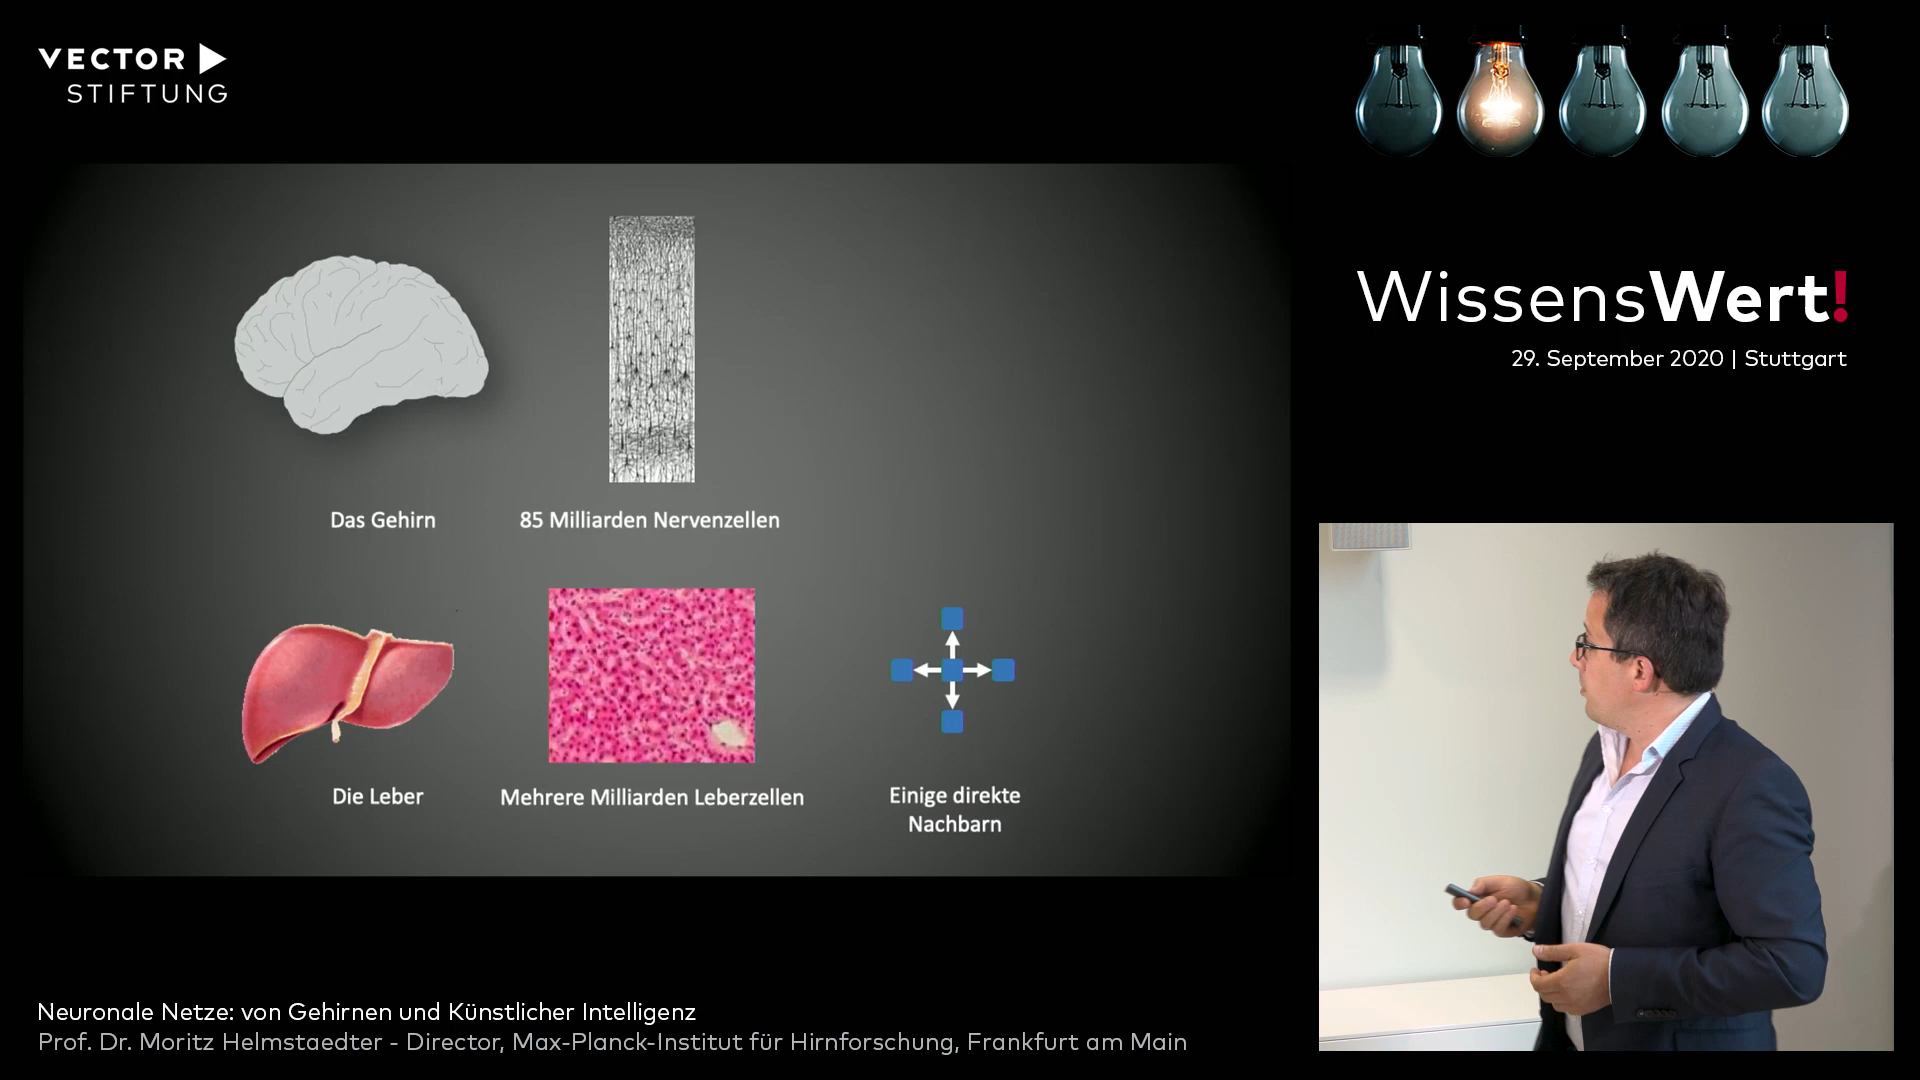 VECTOR
STIFTUNG
WissensWert!
29. September 2020 | Stuttgart
Das Gehirn
85 Milliarden Nervenzellen
Die Leber
Mehrere Milliarden Leberzellen
Einige direkte
Nachbarn
Neuronale Netze: von Gehirnen und Künstlicher Intelligenz
Prof. Dr. Moritz Helmstaedter - Director, Max-Planck-Institut für Hirnforschung, Frankfurt am Main